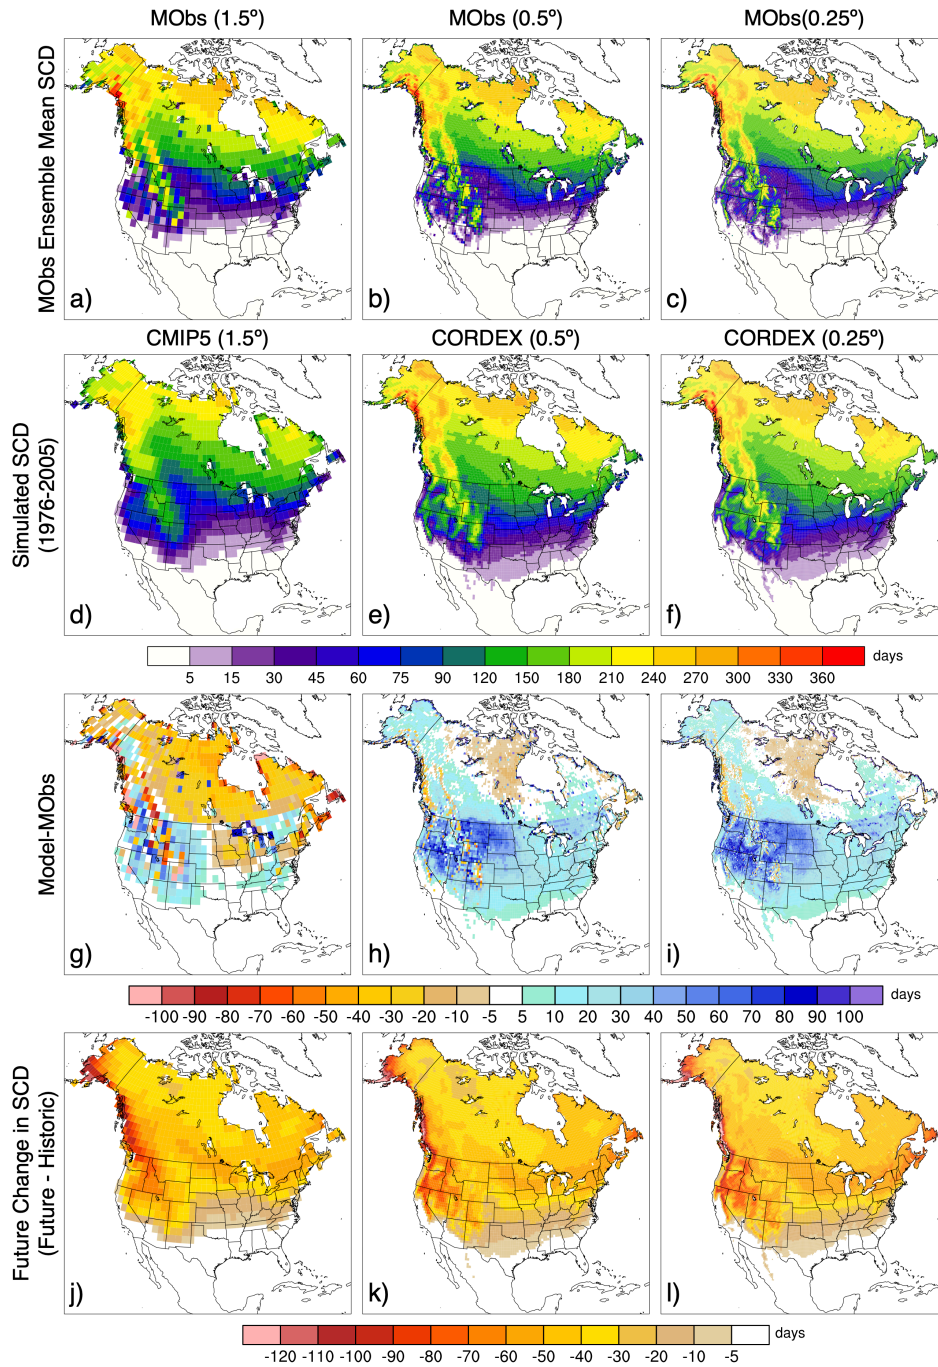 MObs (1.5º) MObs (0.5º) MObs(0.25º)
MObs Ensemble Mean SCD
a) b) c)
CMIP5 (1.5º) CORDEX (0.5º) CORDEX (0.25º)
Simulated SCD
(1976-2005)
d) e) f)
days
5 15 30 45 60 75 90 120 150 180 210 240 270 300 330 360
Model-MObs
g) h) i)
days
-100 -90 -80 -70 -60 -50 -40 -30 -20 -10 -5 5 10 20 30 40 50 60 70 80 90 100
Future Change in SCD
(Future - Historic)
j) k) l)
days
-120 -110 -100 -90 -80 -70 -60 -50 -40 -30 -20 -10 -5